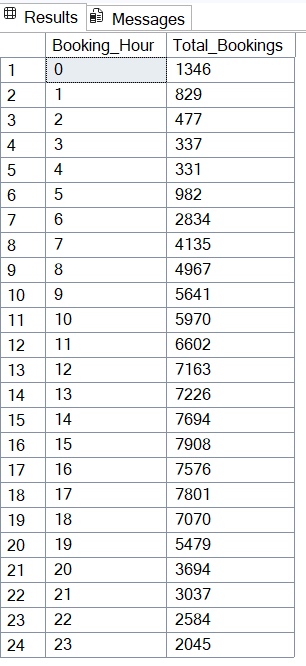 Results Messages
Booking_Hour Total_Bookings
1 0 1346
2 1 829
3 2 477
4 3 337
5 4 331
6 5 982
7 6 2834
8 7 4135
9 8 4967
10 9 5641
11 10 5970
12 11 6602
13 12 7163
14 13 7226
15 14 7694
16 15 7908
17 16 7576
18 17 7801
19 18 7070
20 19 5479
21 20 3694
22 21 3037
23 22 2584
24 23 2045